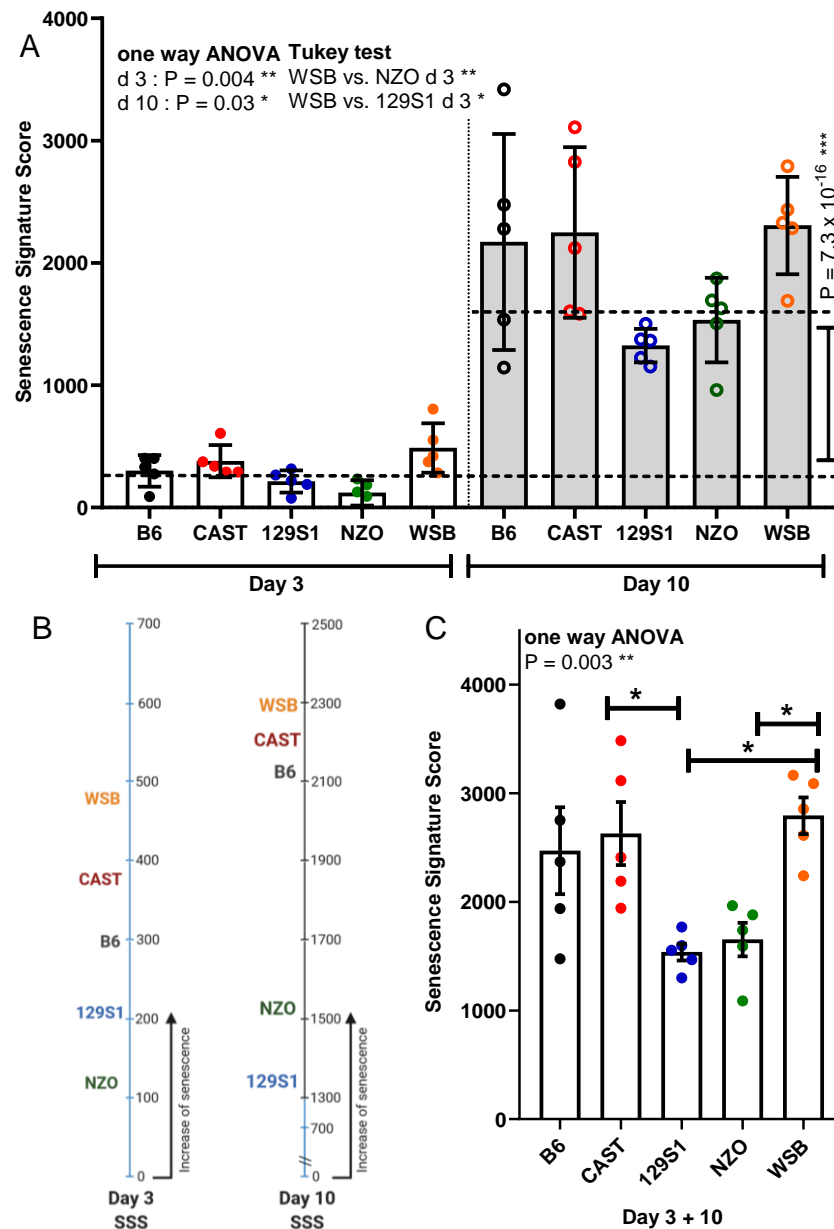 A
4000
3000
2000
1000
0
Senescence Signature Score
one way ANOVA Tukey test
d 3 : P = 0.004 ** WSB vs. NZO d 3 **
d 10 : P = 0.03 * WSB vs. 129S1 d 3 *
P = 7.3 x 10-16 ***
B6 CAST 129S1 NZO WSB B6 CAST 129S1 NZO WSB
Day 3 Day 10
B
700
600
500
400
300
200
100
0
WSB
CAST
B6
129S1
NZO
Increase of senescence
Day 3
SSS
2500
2300
2100
1900
1700
1500
1300
700
0
WSB
CAST
B6
NZO
129S1
Increase of senescence
Day 10
SSS
C
one way ANOVA
P = 0.003 **
4000
3000
2000
1000
0
Senescence Signature Score
*
*
*
B6 CAST 129S1 NZO WSB
Day 3 + 10